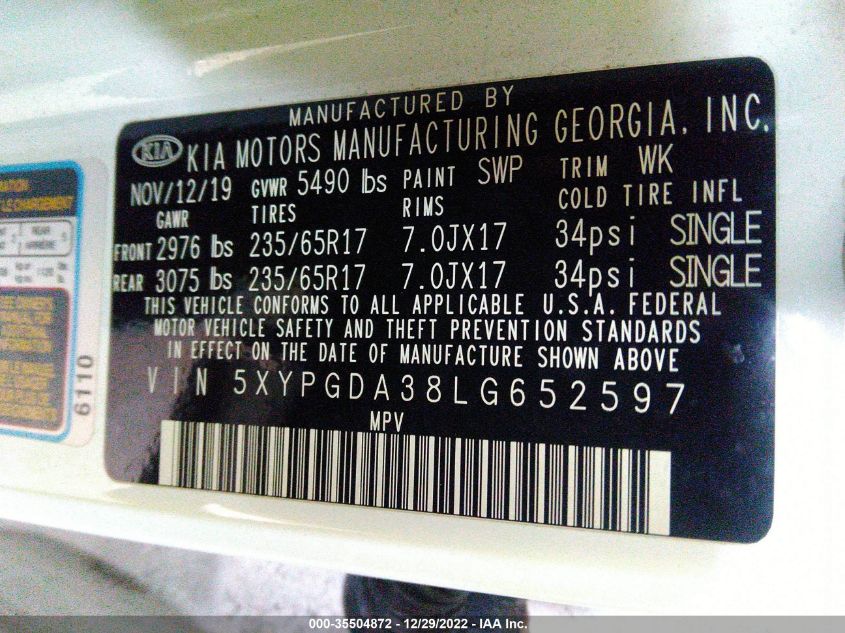 MANUFACTURED BY
KIA KIA MOTORS MANUFACTURING GEORGIA, INC.
NOV/12/19 GVWR 5490 lbs PAINT SWP TRIM WK
GAWR TIRES RIMS COLD TIRE INFL
FRONT 2976 lbs 235/65R17 7.0JX17 34psi SINGLE
REAR 3075 lbs 235/65R17 7.0JX17 34psi SINGLE
THIS VEHICLE CONFORMS TO ALL APPLICABLE U.S.A. FEDERAL
MOTOR VEHICLE SAFETY AND THEFT PREVENTION STANDARDS
IN EFFECT ON THE DATE OF MANUFACTURE SHOWN ABOVE
VIN 5XYPGDA38LG652597
MPV
6110
000-35504872 - 12/29/2022 - IAA Inc.